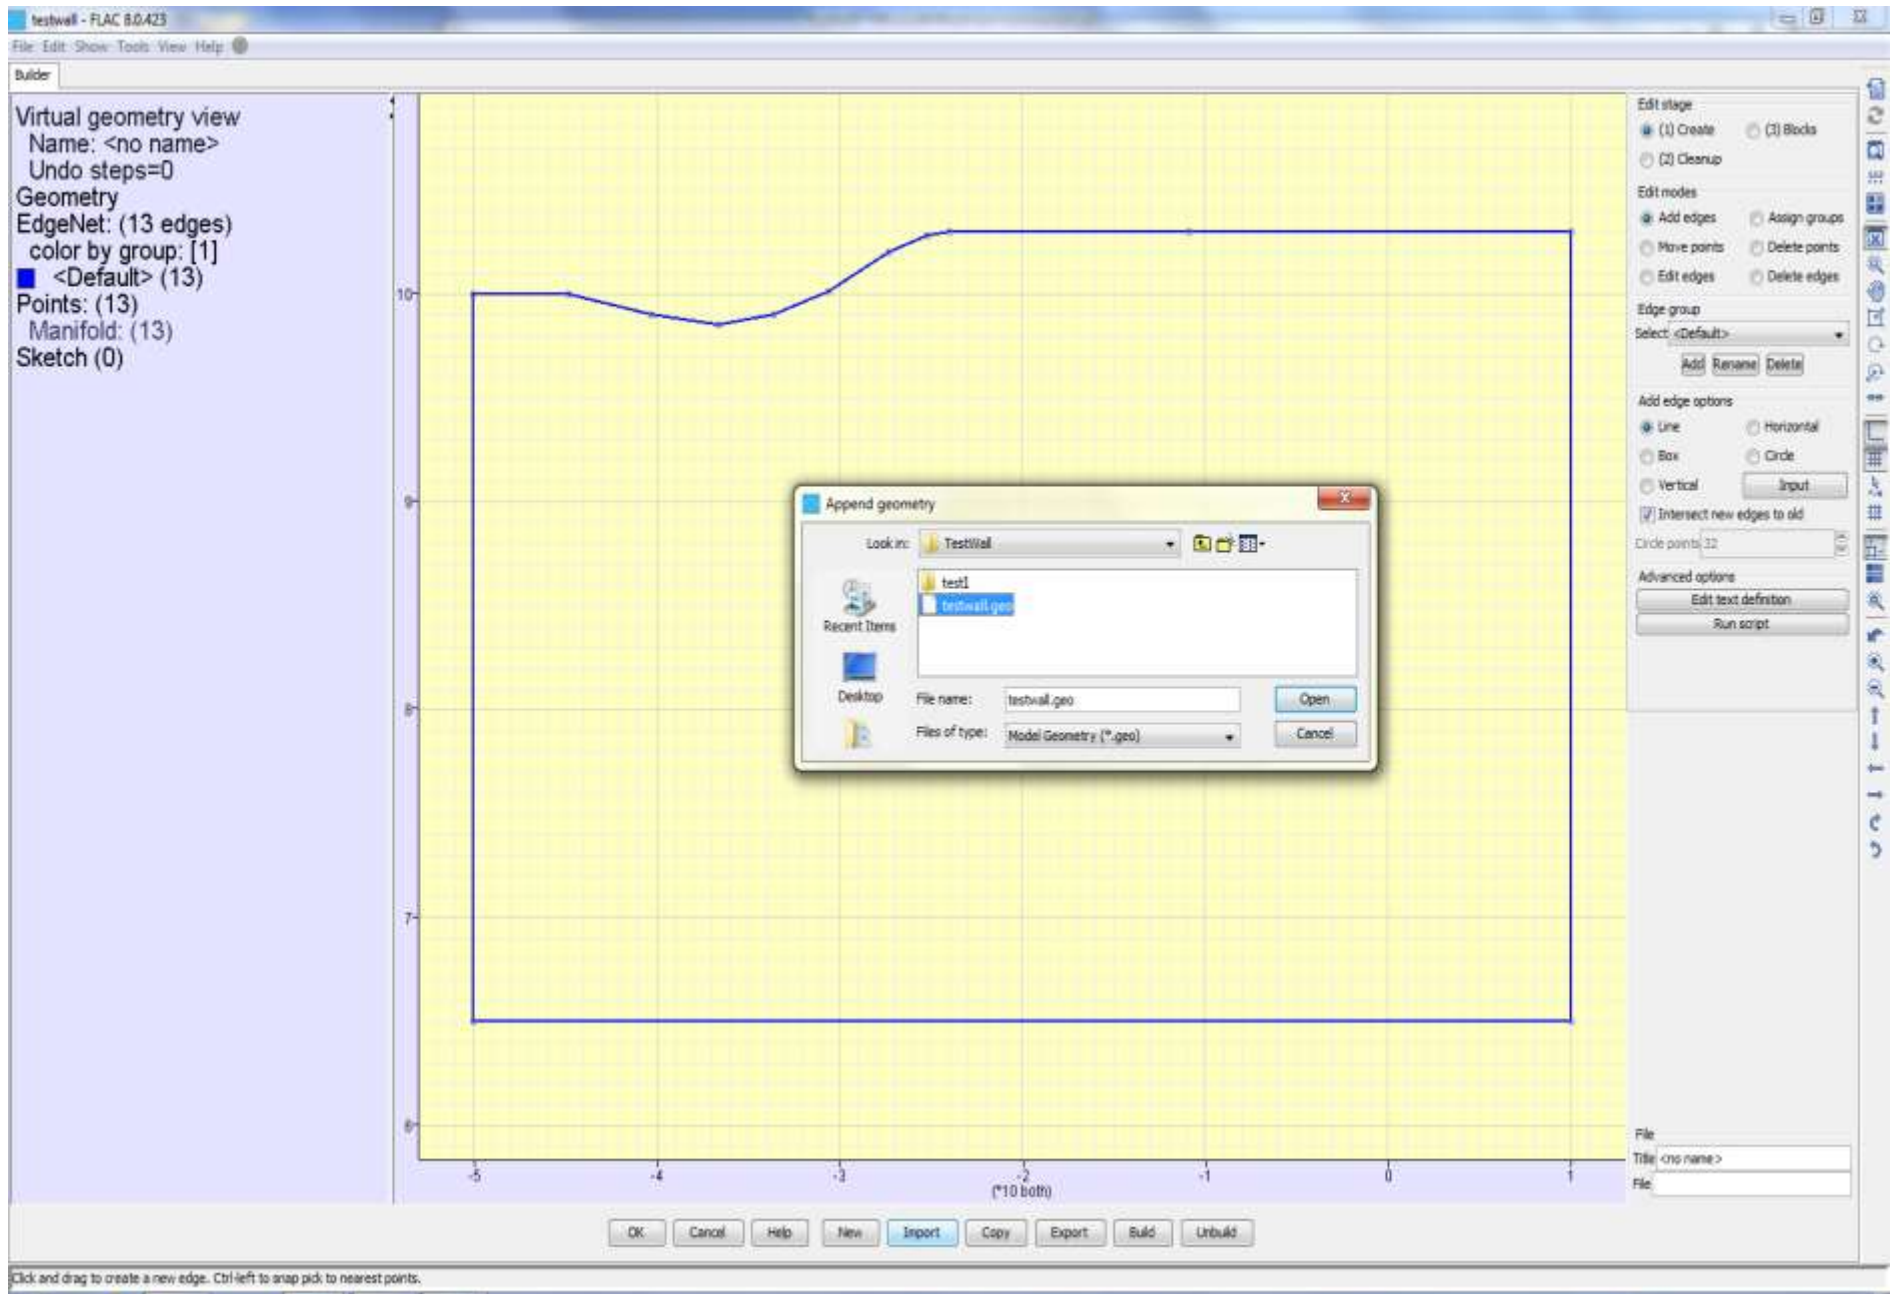 testwall - FLAC 8.0.423
File Edit Show Tools View Help
Builder
Virtual geometry view
Name: <no name>
Undo steps=0
Geometry
EdgeNet: (13 edges)
color by group: [1]
<Default> (13)
Points: (13)
Manifold: (13)
Sketch (0)
10
9
8
7
6
-5 -4 -3 -2 -1 0 1
(*10 both)
Append geometry
Look in: TestWall
testI
testwall.geo
Recent Items
Desktop
File name: testwall.geo Open
Files of type: Model Geometry (*.geo) Cancel
Edit stage
(1) Create (3) Blocks
(2) Cleanup
Edit modes
Add edges Assign groups
Move points Delete points
Edit edges Delete edges
Edge group
Select <Default>
Add Rename Delete
Add edge options
Line Horizontal
Box Circle
Vertical Input
Intersect new edges to old
Circle points 32
Advanced options
Edit text definition
Run script
File
Title <no name>
File
OK Cancel Help New Import Copy Export Build Unbuild
Click and drag to create a new edge. Ctrl-left to snap pick to nearest points.